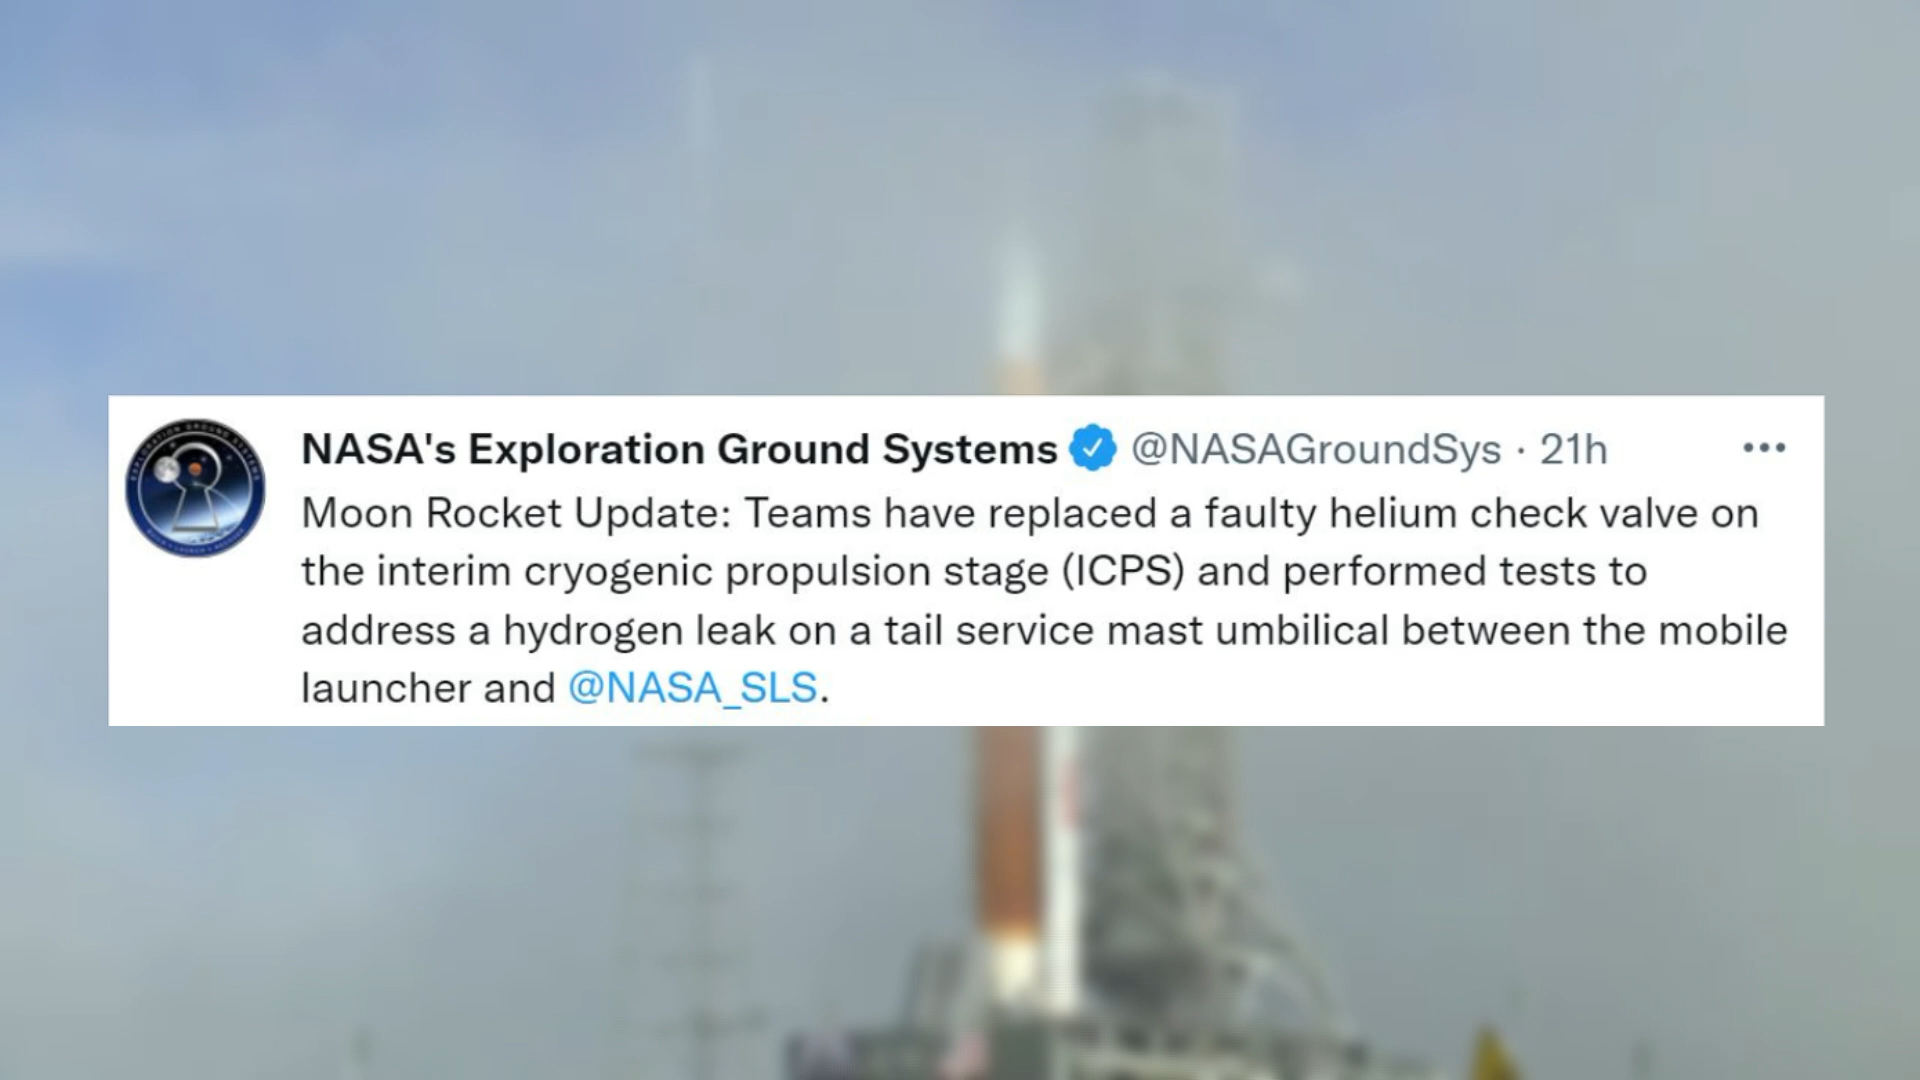 NASA's Exploration Ground Systems @NASAGroundSys · 21h
Moon Rocket Update: Teams have replaced a faulty helium check valve on
the interim cryogenic propulsion stage (ICPS) and performed tests to
address a hydrogen leak on a tail service mast umbilical between the mobile
launcher and @NASA_SLS.